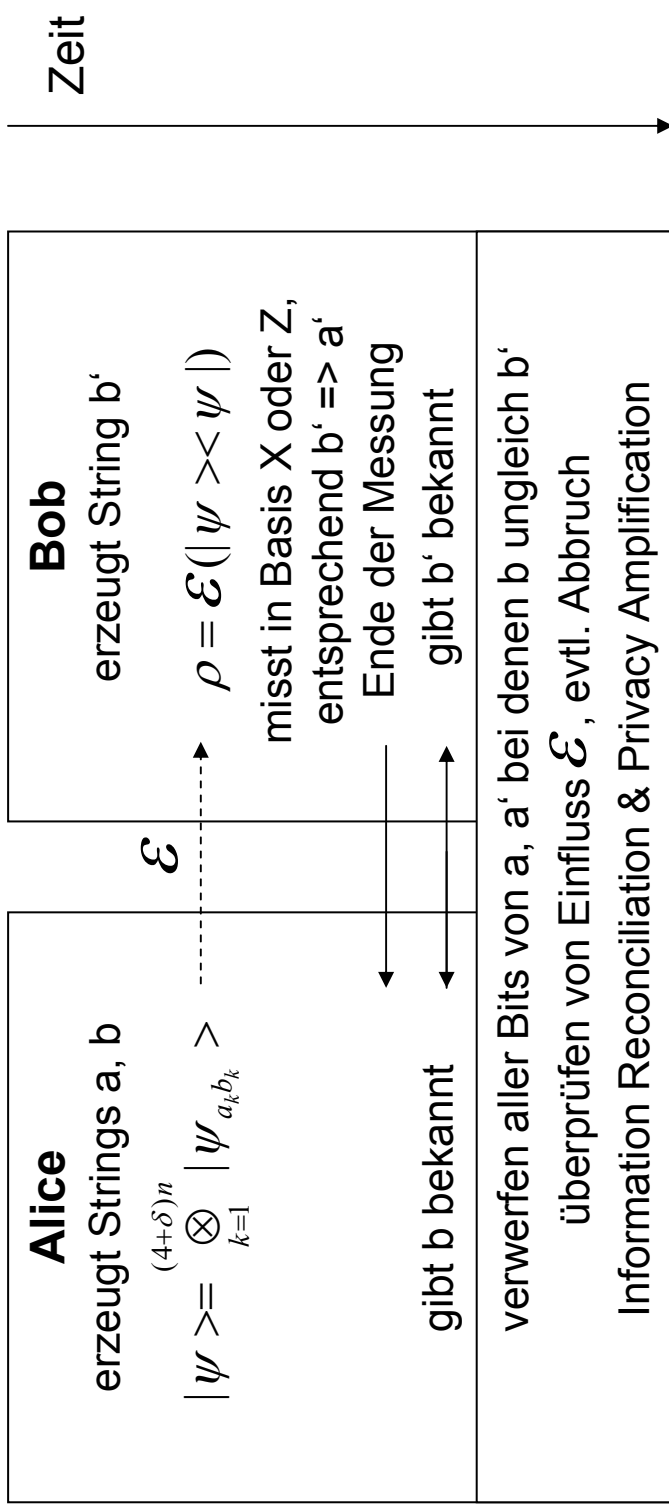 Alice
erzeugt Strings a, b
|ψ >= ⊗_{k=1}^{(4+δ)n} |ψ_{a_k b_k} >
gibt b bekannt
ℰ
Bob
erzeugt String b‘
ρ = ℰ(|ψ >< ψ |)
misst in Basis X oder Z,
entsprechend b‘ => a‘
Ende der Messung
gibt b‘ bekannt
Zeit
verwerfen aller Bits von a, a‘ bei denen b ungleich b‘
überprüfen von Einfluss ℰ, evtl. Abbruch
Information Reconciliation & Privacy Amplification